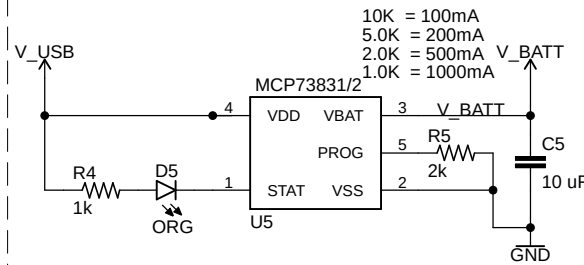 10K = 100mA
5.0K = 200mA
2.0K = 500mA
1.0K = 1000mA
V_USB
V_BATT
MCP73831/2
4
VDD
VBAT
3
V_BATT
PROG
5
R5
2k
C5
10 uF
R4
1k
D5
ORG
1
STAT
VSS
2
U5
GND